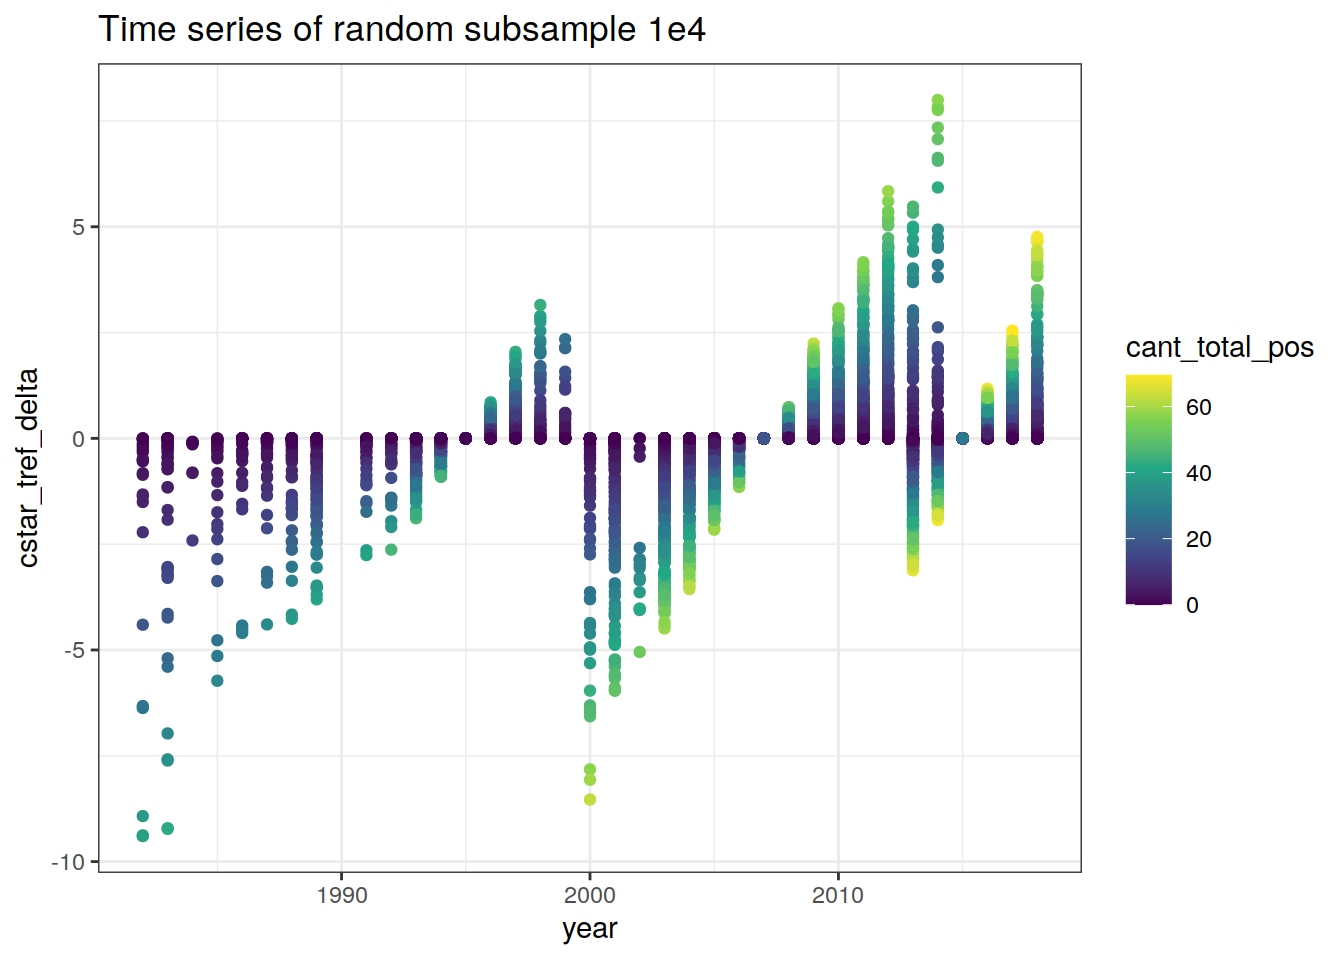 Time series of random subsample 1e4
cstar_tref_delta
5
0
-5
-10
1990
2000
2010
year
cant_total_pos
60
40
20
0